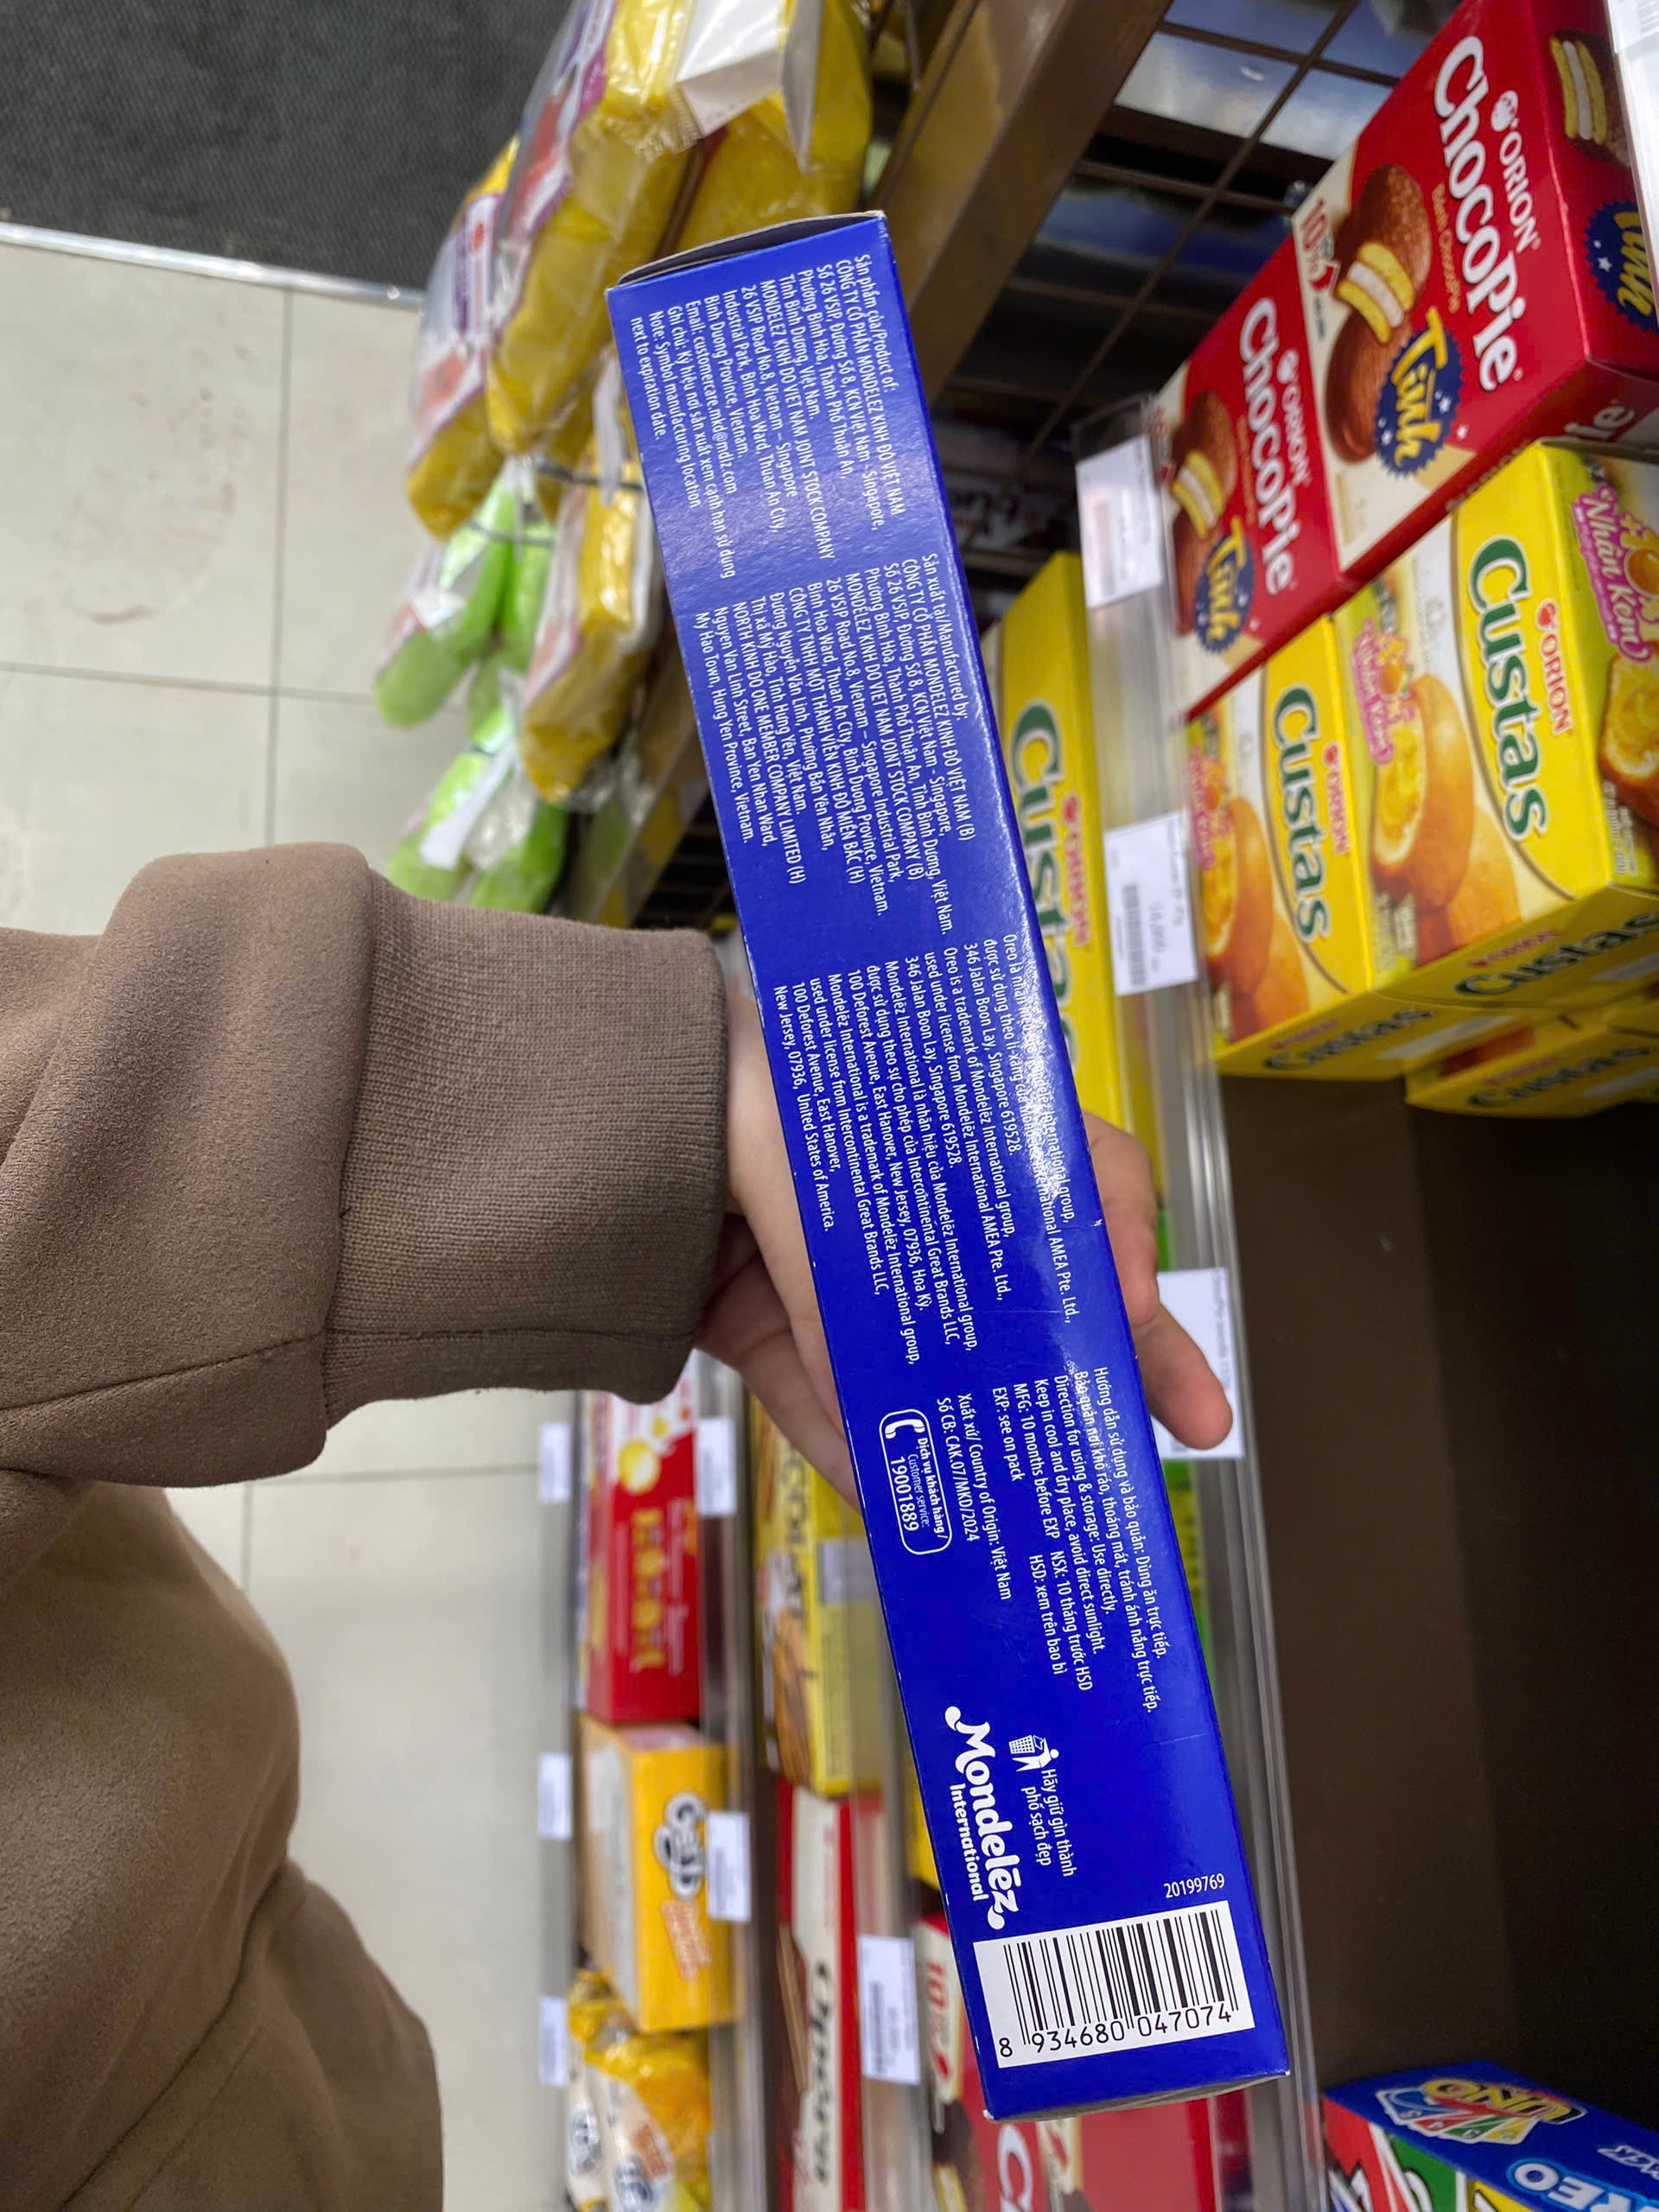 Sản phẩm của/Product of:
CÔNG TY CỔ PHẦN MONDELEZ KINH ĐÔ VIỆT NAM
Số 26 VSIP, Đường Số 8, KCN Việt Nam - Singapore,
Phường Bình Hòa, Thành Phố Thuận An,
Tỉnh Bình Dương, Việt Nam.
MONDELEZ KINH DO VIET NAM JOINT STOCK COMPANY
26 VSIP Road No.8, Vietnam – Singapore
Industrial Park, Binh Hoa Ward, Thuan An City,
Binh Duong Province, Vietnam.
Email: customercare.mkd@mdlz.com
Ghi chú: Ký hiệu nơi sản xuất xem cạnh hạn sử dụng
Note: Symbol manufacturing location
next to expiration date.
Sản xuất tại/Manufactured by:
CÔNG TY CỔ PHẦN MONDELEZ KINH ĐÔ VIỆT NAM (B)
Số 26 VSIP, Đường Số 8, KCN Việt Nam - Singapore,
Phường Bình Hòa, Thành Phố Thuận An, Tỉnh Bình Dương, Việt Nam.
MONDELEZ KINH DO VIET NAM JOINT STOCK COMPANY (B)
26 VSIP Road No.8, Vietnam – Singapore Industrial Park,
Binh Hoa Ward, Thuan An City, Binh Duong Province, Vietnam.
CÔNG TY TNHH MỘT THÀNH VIÊN KINH ĐÔ MIỀN BẮC (H)
Đường Nguyễn Văn Linh, Phường Bần Yên Nhân,
Thị xã Mỹ Hào, Tỉnh Hưng Yên, Việt Nam.
NORTH KINH DO ONE MEMBER COMPANY LIMITED (H)
Nguyen Van Linh Street, Ban Yen Nhan Ward,
My Hao Town, Hung Yen Province, Vietnam.
Oreo là nhãn hiệu của Mondelēz International group,
được sử dụng theo li-xăng của Mondelēz International AMEA Pte. Ltd.,
346 Jalan Boon Lay, Singapore 619528.
Oreo is a trademark of Mondelēz International group,
used under license from Mondelēz International AMEA Pte. Ltd.,
346 Jalan Boon Lay, Singapore 619528.
Mondelēz International là nhãn hiệu của Mondelēz International group,
được sử dụng theo sự cho phép của Intercontinental Great Brands LLC,
100 Deforest Avenue, East Hanover, New Jersey, 07936, Hoa Kỳ.
Mondelēz International is a trademark of Mondelēz International group,
used under license from Intercontinental Great Brands LLC,
100 Deforest Avenue, East Hanover,
New Jersey, 07936, United States of America.
Hướng dẫn sử dụng và bảo quản: Dùng ăn trực tiếp.
Bảo quản nơi khô ráo, thoáng mát, tránh ánh nắng trực tiếp.
Direction for using & storage: Use directly.
Keep in cool and dry place, avoid direct sunlight.
MFG: 10 months before EXP NSX: 10 tháng trước HSD
EXP: see on pack HSD: xem trên bao bì
Xuất xứ/ Country of Origin: Việt Nam
Số CB: CAK.07/MKD/2024
Dịch vụ khách hàng/
Customer service:
19001889
Hãy giữ gìn thành
phố sạch đẹp
Mondelēz
International
20199769
8 934680 047074
ORION
ChocoPie
Tình
ORION
ChocoPie
Tình
ORION
Custas
Nhân Kem
ORION
Custas
ORION
Custas
Custas
Custas
UNO